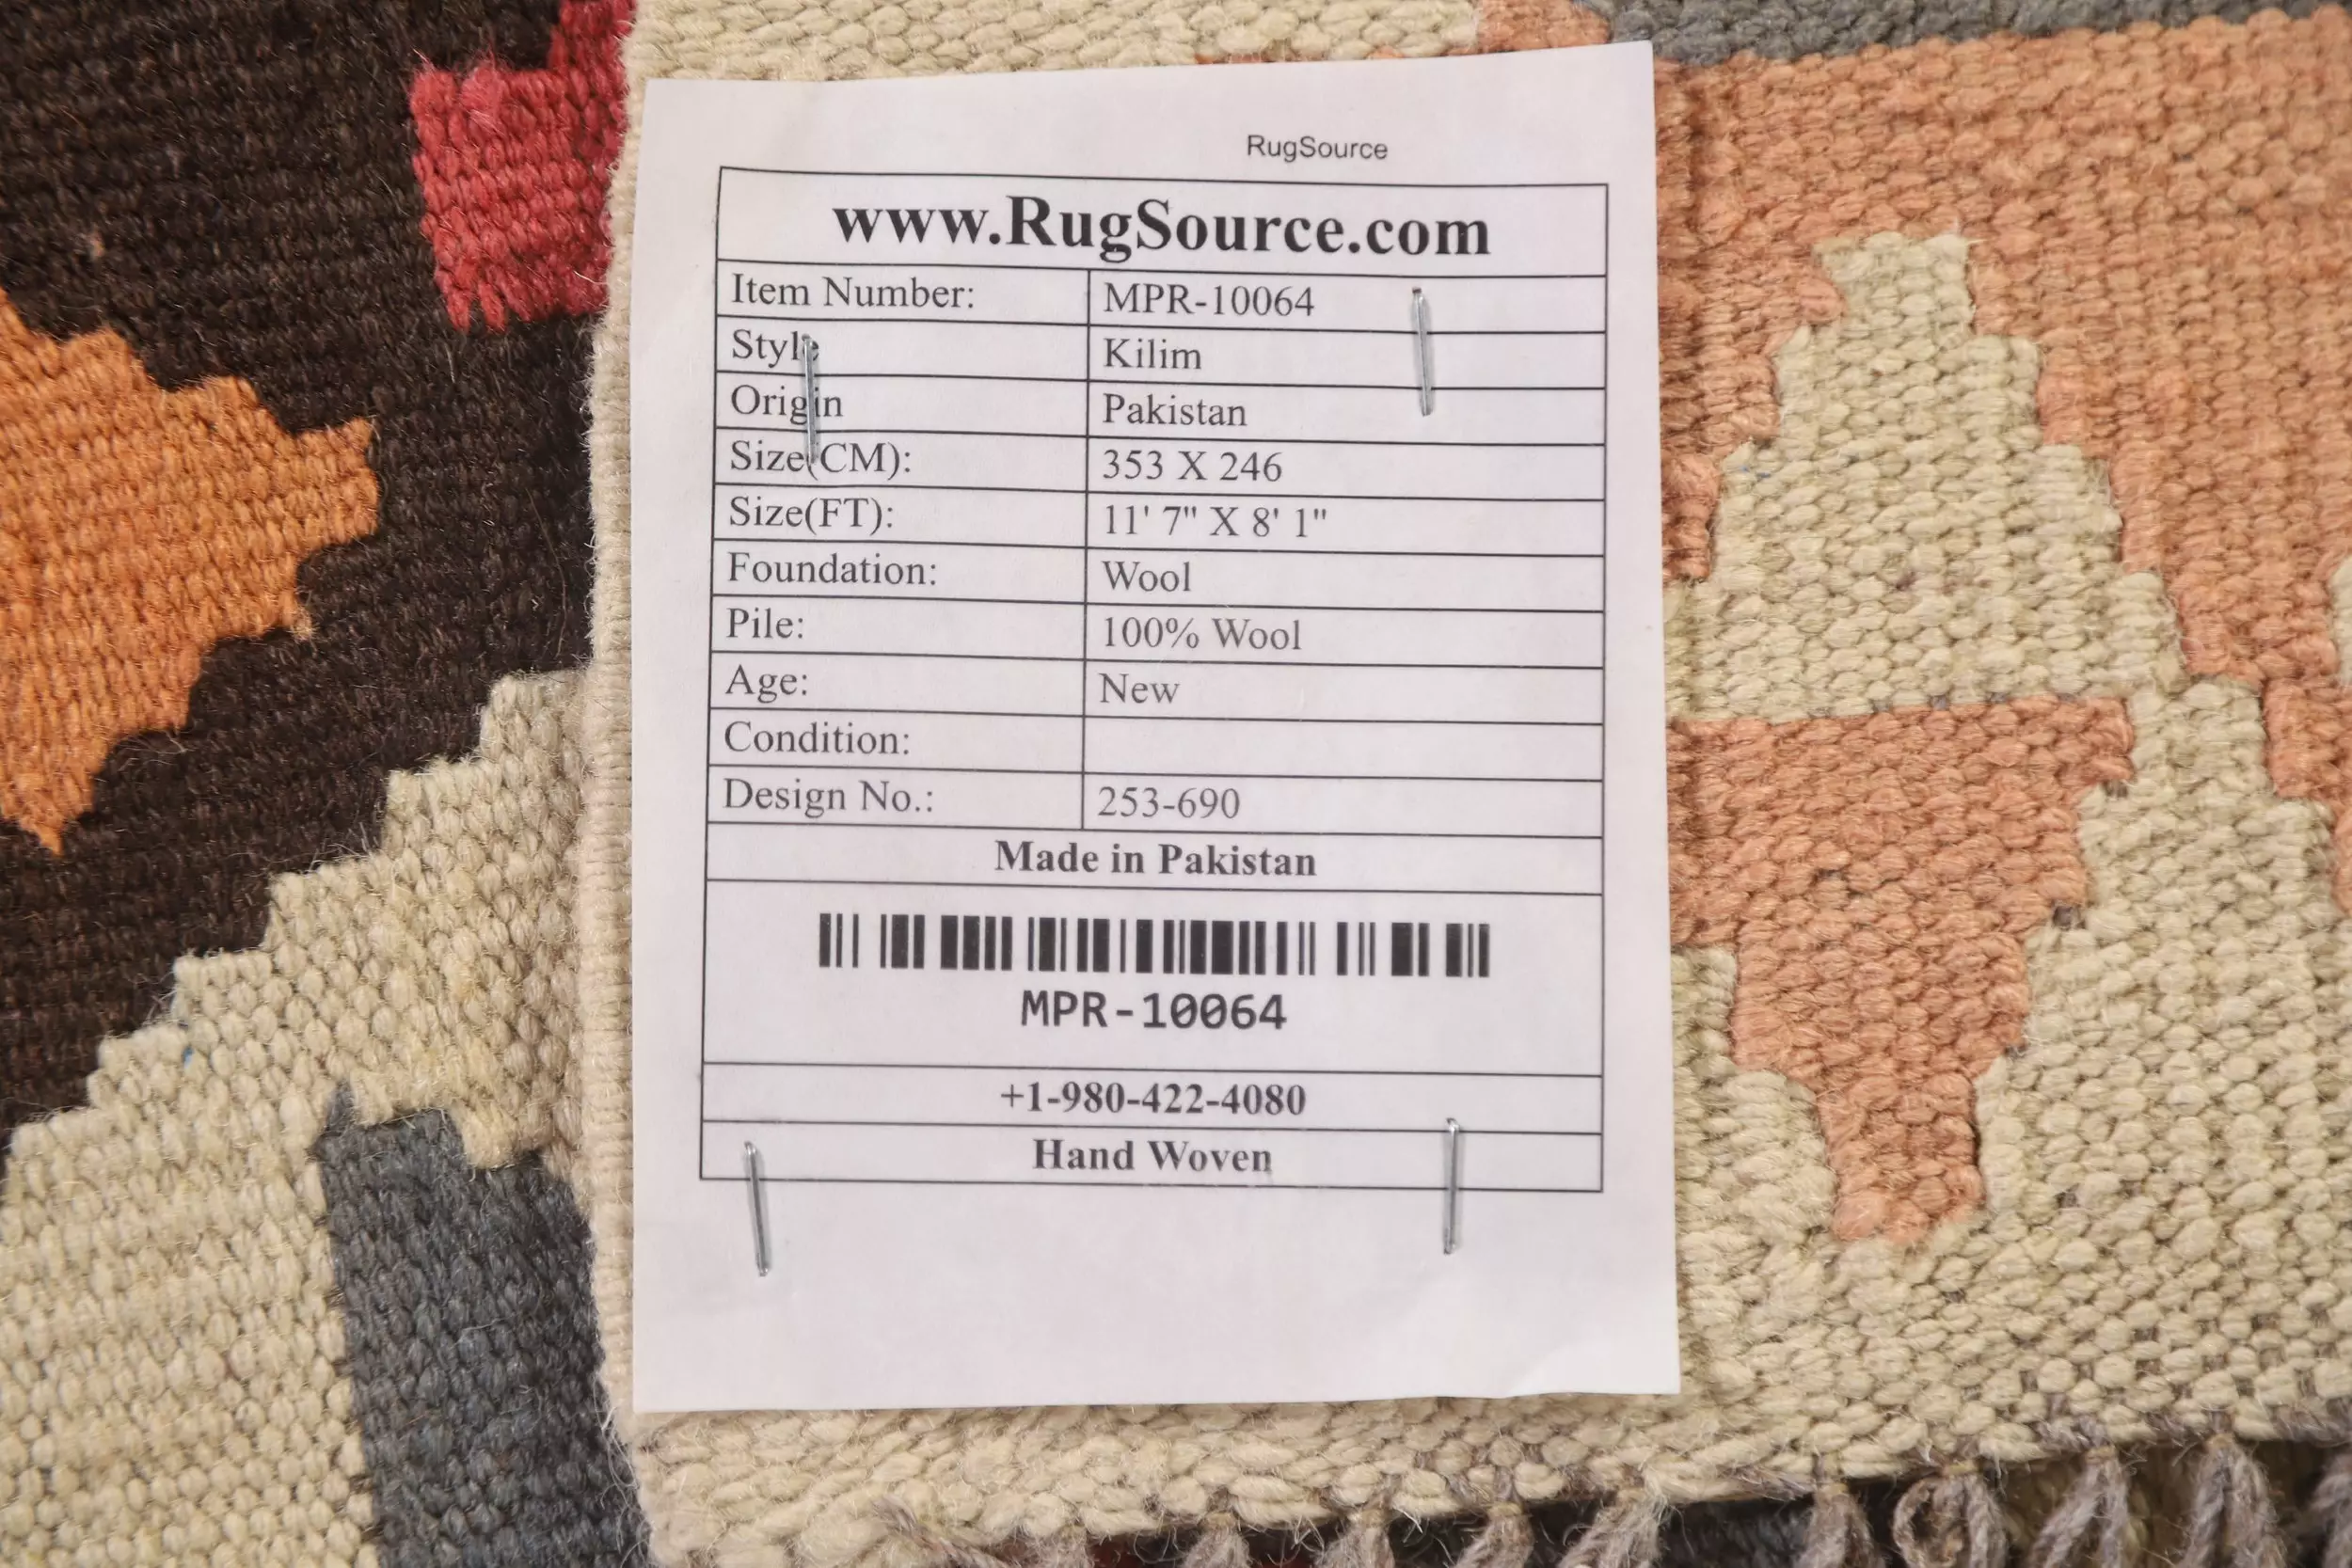 RugSource
www.RugSource.com
Item Number: MPR-10064
Style Kilim
Origin Pakistan
Size(CM): 353 X 246
Size(FT): 11' 7" X 8' 1"
Foundation: Wool
Pile: 100% Wool
Age: New
Condition:
Design No.: 253-690
Made in Pakistan
MPR-10064
+1-980-422-4080
Hand Woven